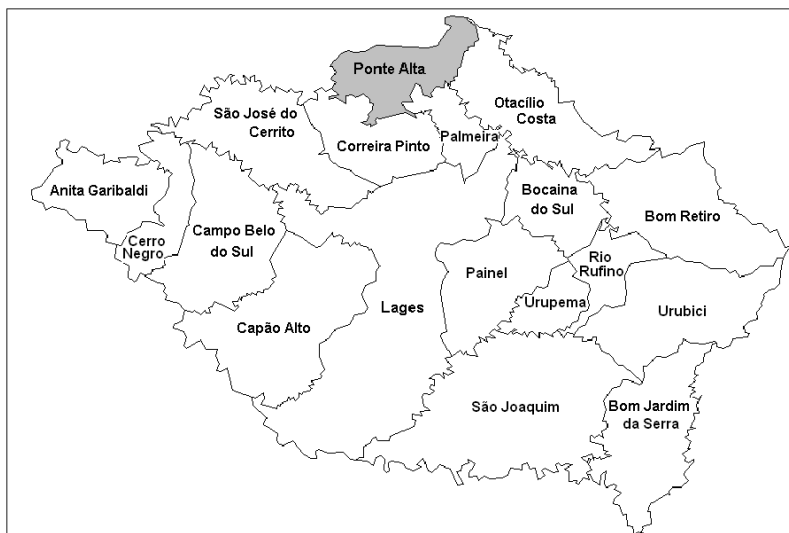 Ponte Alta
Otacílio
Costa
São José do
Cerrito
Correira Pinto
Palmeira
Anita Garibaldi
Bocaina
do Sul
Bom Retiro
Campo Belo
do Sul
Cerro
Negro
Painel
Rio
Rufino
Urupema
Lages
Urubici
Capão Alto
São Joaquim
Bom Jardim
da Serra